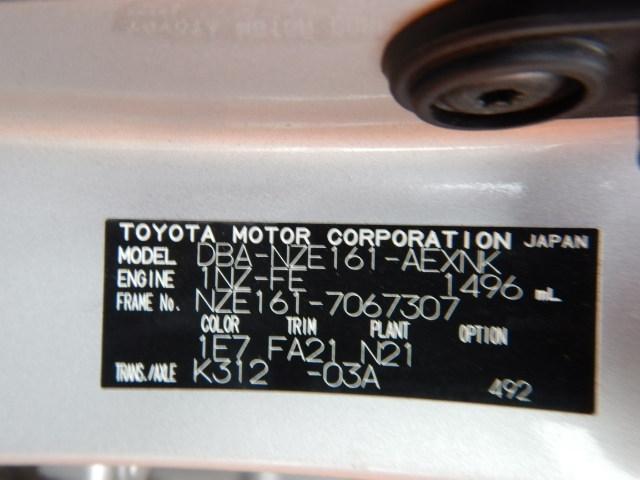 TOYOTA MOTOR CORPORATION JAPAN
MODEL DBA-NZE161-AEXNK
ENGINE 1NZ-FE 1496 mL
FRAME No. NZE161-7067307
COLOR TRIM PLANT OPTION
1E7 FA21 N21
TRANS./AXLE K312 -03A
492